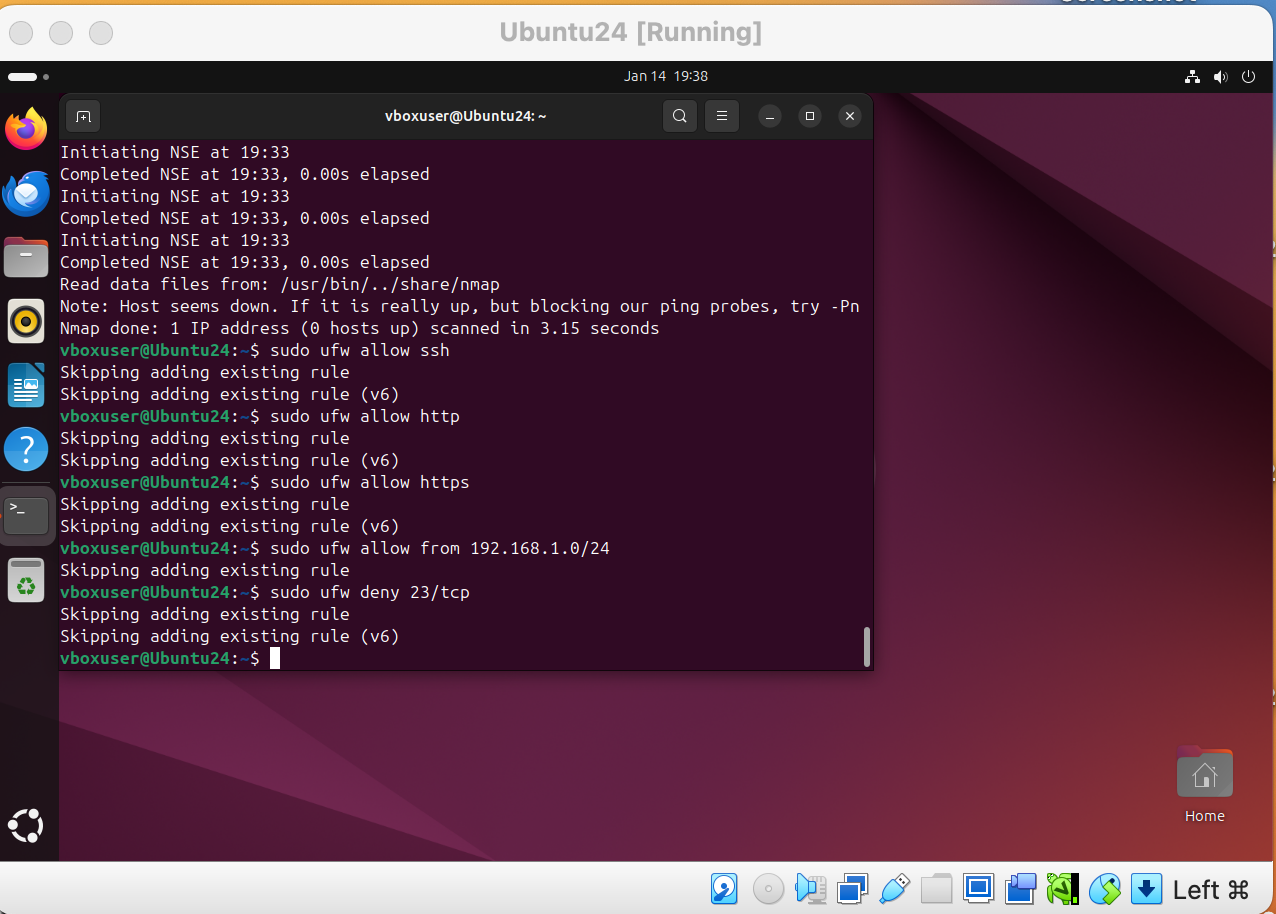 Ubuntu24 [Running]
Jan 14 19:38
vboxuser@Ubuntu24: ~
Initiating NSE at 19:33
Completed NSE at 19:33, 0.00s elapsed
Initiating NSE at 19:33
Completed NSE at 19:33, 0.00s elapsed
Initiating NSE at 19:33
Completed NSE at 19:33, 0.00s elapsed
Read data files from: /usr/bin/../share/nmap
Note: Host seems down. If it is really up, but blocking our ping probes, try -Pn
Nmap done: 1 IP address (0 hosts up) scanned in 3.15 seconds
vboxuser@Ubuntu24:~$ sudo ufw allow ssh
Skipping adding existing rule
Skipping adding existing rule (v6)
vboxuser@Ubuntu24:~$ sudo ufw allow http
Skipping adding existing rule
Skipping adding existing rule (v6)
vboxuser@Ubuntu24:~$ sudo ufw allow https
Skipping adding existing rule
Skipping adding existing rule (v6)
vboxuser@Ubuntu24:~$ sudo ufw allow from 192.168.1.0/24
Skipping adding existing rule
vboxuser@Ubuntu24:~$ sudo ufw deny 23/tcp
Skipping adding existing rule
Skipping adding existing rule (v6)
vboxuser@Ubuntu24:~$
Home
Left ⌘